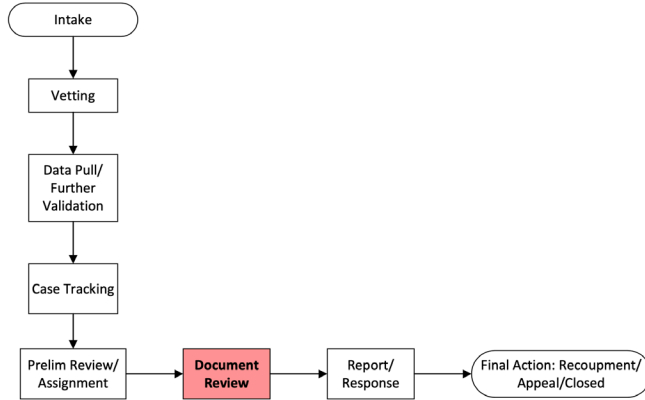 Intake
Vetting
Data Pull/
Further
Validation
Case Tracking
Prelim Review/
Assignment
Document
Review
Report/
Response
Final Action: Recoupment/
Appeal/Closed